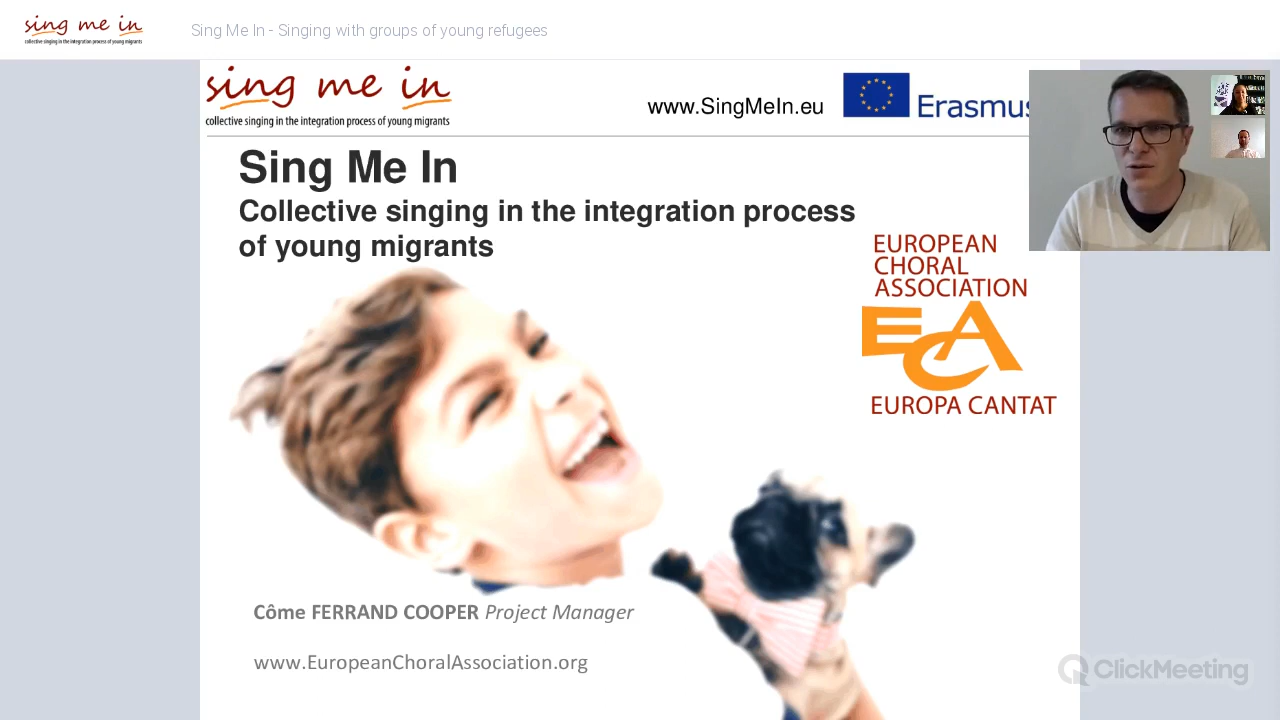 sing me in
collective singing in the integration process of young migrants
Sing Me In - Singing with groups of young refugees
sing me in
collective singing in the integration process of young migrants
www.SingMeIn.eu
Erasmus
Sing Me In
Collective singing in the integration process
of young migrants
EUROPEAN
CHORAL
ASSOCIATION
ECA
EUROPA CANTAT
Côme FERRAND COOPER Project Manager
www.EuropeanChoralAssociation.org
ClickMeeting